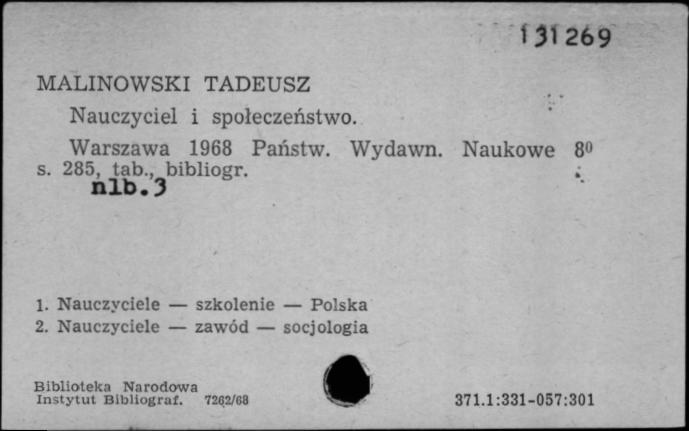 131269
MALINOWSKI TADEUSZ
Nauczyciel i społeczeństwo.
Warszawa 1968 Państw. Wydawn. Naukowe 8⁰
s. 285, tab., bibliogr.
nlb.3
1. Nauczyciele — szkolenie — Polska
2. Nauczyciele — zawód — socjologia
Biblioteka Narodowa
Instytut Bibliograf. 7262/68
371.1:331-057:301